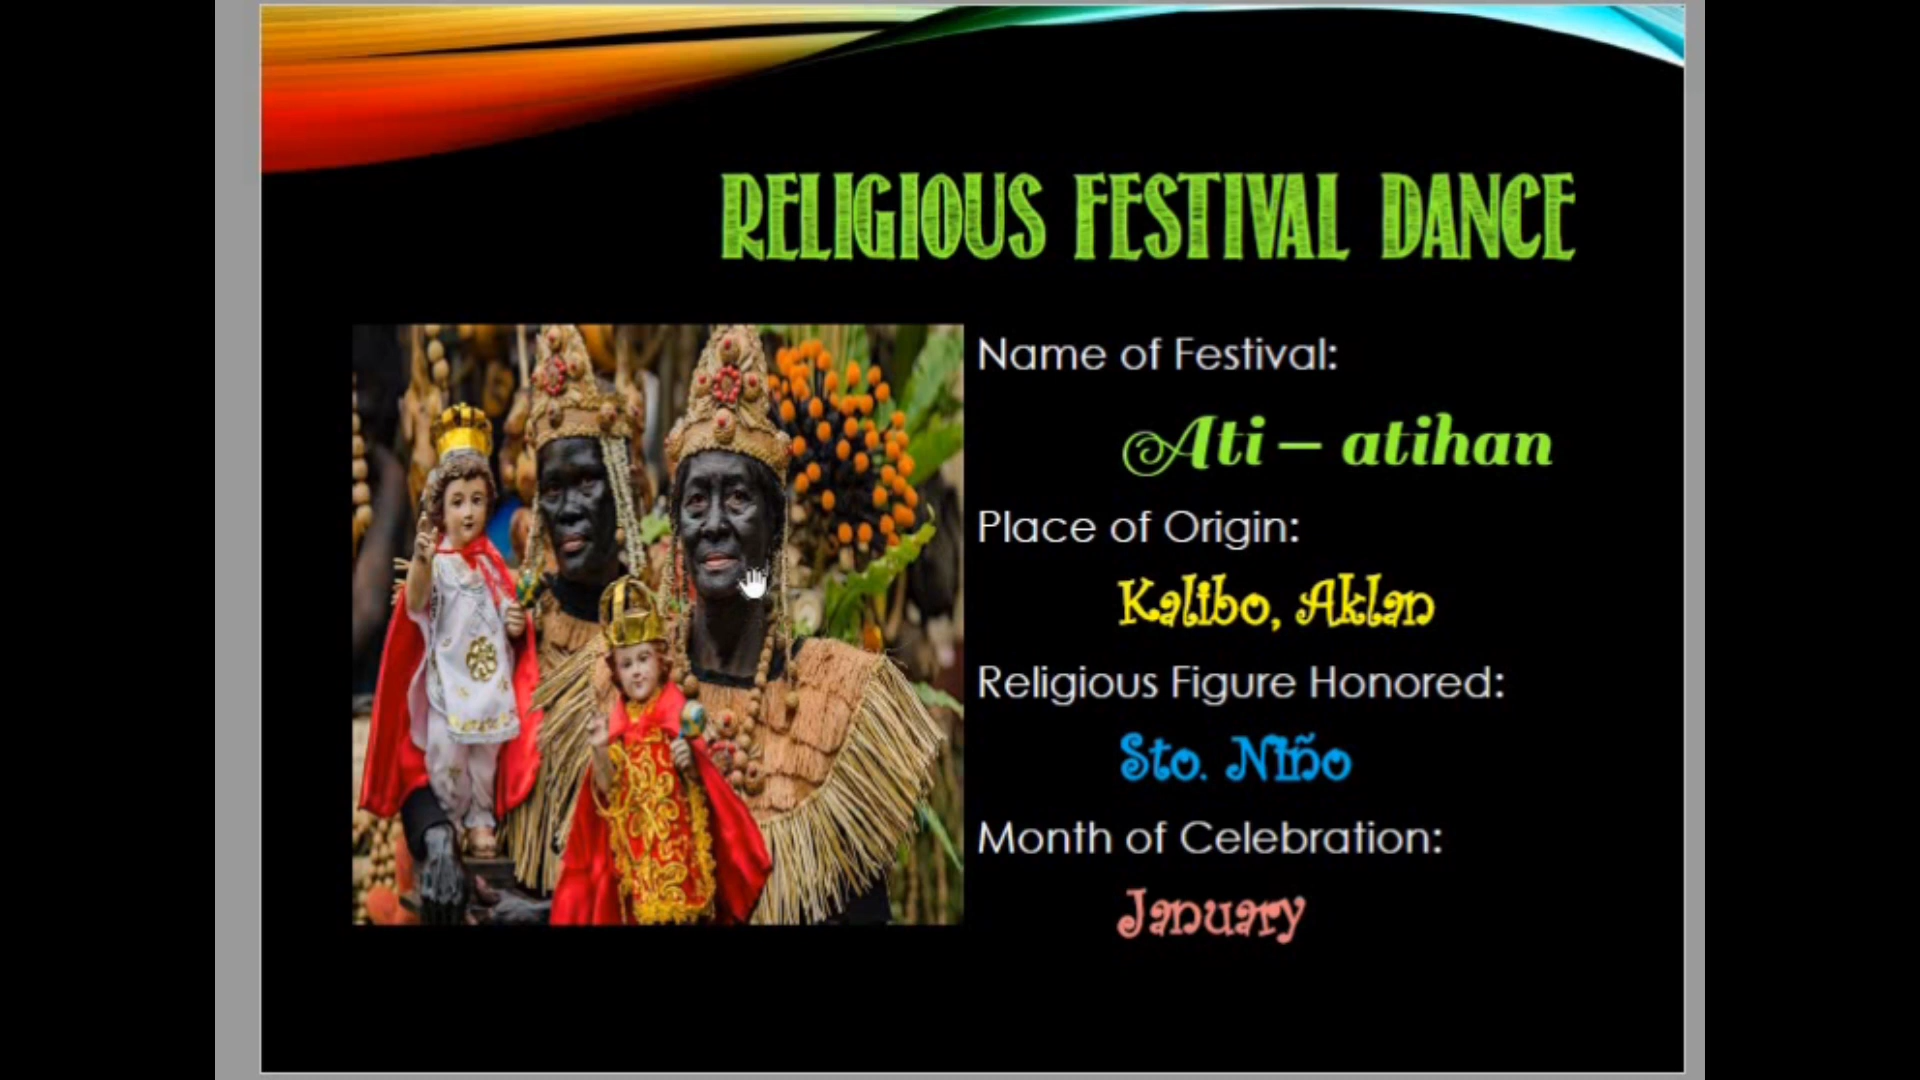 RELIGIOUS FESTIVAL DANCE
Name of Festival:
Ati – atihan
Place of Origin:
Kalibo, Aklan
Religious Figure Honored:
Sto. Niño
Month of Celebration:
January